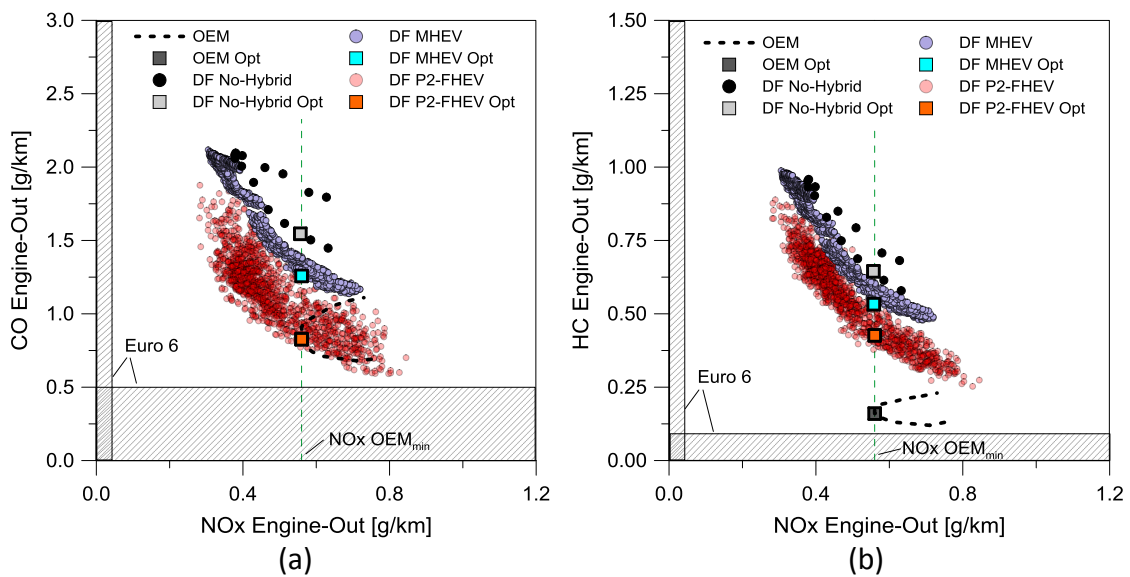 3.0
2.5
2.0
1.5
1.0
0.5
0.0
CO Engine-Out [g/km]
OEM
OEM Opt
DF No-Hybrid
DF No-Hybrid Opt
DF MHEV
DF MHEV Opt
DF P2-FHEV
DF P2-FHEV Opt
Euro 6
NOx OEMmin
0.0
0.4
0.8
1.2
NOx Engine-Out [g/km]
(a)
1.50
1.25
1.00
0.75
0.50
0.25
0.00
HC Engine-Out [g/km]
OEM
OEM Opt
DF No-Hybrid
DF No-Hybrid Opt
DF MHEV
DF MHEV Opt
DF P2-FHEV
DF P2-FHEV Opt
Euro 6
NOx OEMmin
0.0
0.4
0.8
1.2
NOx Engine-Out [g/km]
(b)